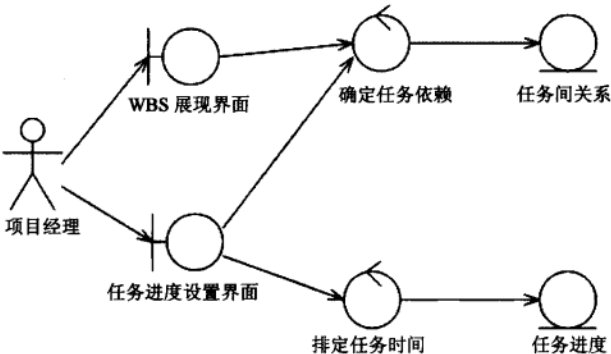 WBS 展现界面
确定任务依赖
任务间关系
项目经理
任务进度设置界面
排定任务时间
任务进度